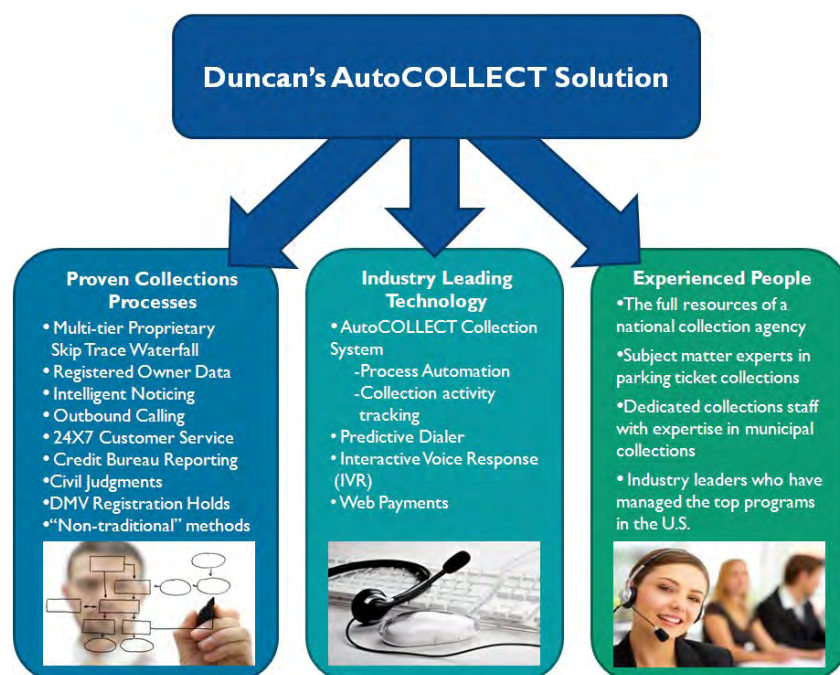 Duncan's AutoCOLLECT Solution
Proven Collections
Processes
• Multi-tier Proprietary
Skip Trace Waterfall
• Registered Owner Data
• Intelligent Noticing
• Outbound Calling
• 24X7 Customer Service
• Credit Bureau Reporting
•Civil Judgments
•DMV Registration Holds
•"Non-traditional" methods
Industry Leading
Technology
• AutoCOLLECT Collection
System
-Process Automation
-Collection activity
tracking
• Predictive Dialer
• Interactive Voice Response
(IVR)
• Web Payments
Experienced People
•The full resources of a
national collection agency
•Subject matter experts in
parking ticket collections
•Dedicated collections staff
with expertise in municipal
collections
• Industry leaders who have
managed the top programs
in the U.S.